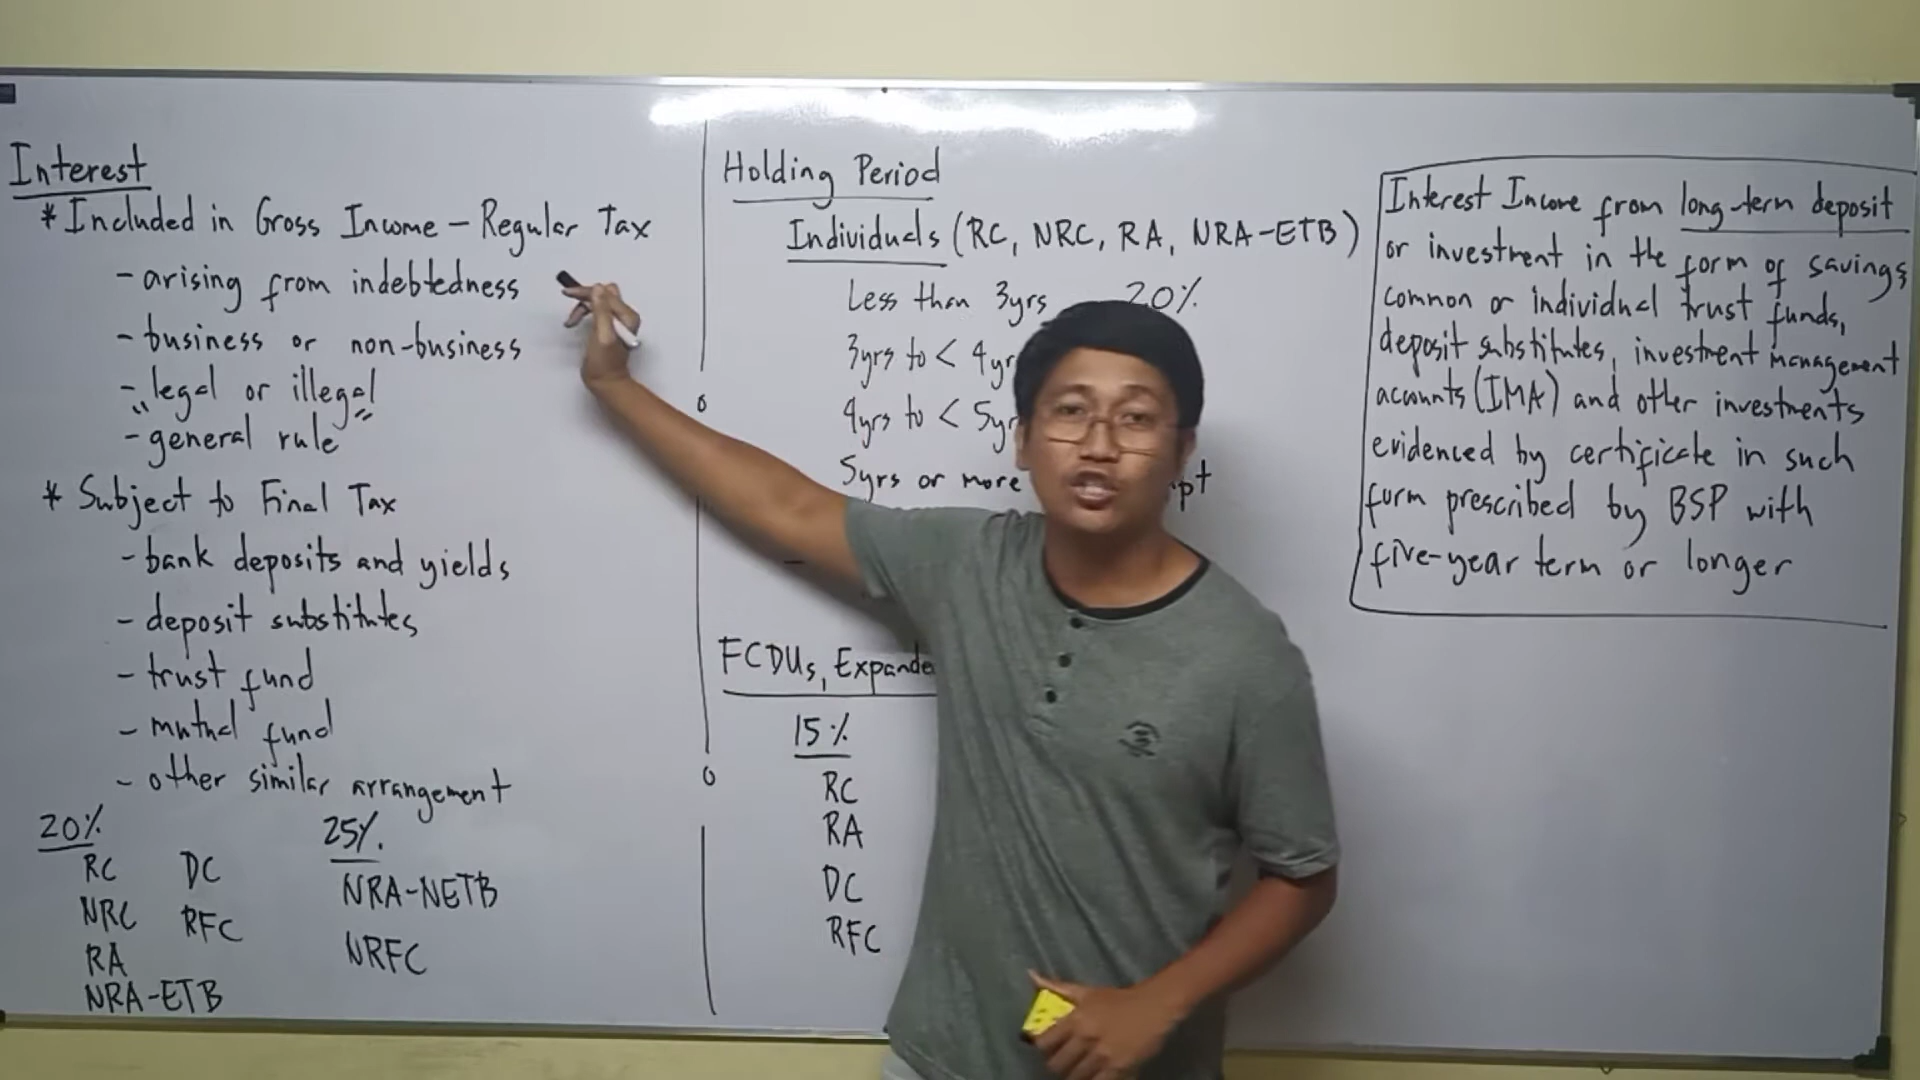 Interest
* Included in Gross Income - Regular Tax
- arising from indebtedness
- business or non-business
- legal or illegal
- "general rule"
* Subject to Final Tax
- bank deposits and yields
- deposit substitutes
- trust fund
- mutual fund
- other similar arrangement
20%
RC DC
NRC RFC
RA
NRA-ETB
25%
NRA-NETB
NRFC
Holding Period
Individuals (RC, NRC, RA, NRA-ETB)
Less than 3yrs 20%
3yrs to < 4yr
4yrs to < 5yr
5yrs or more pt
FCDUs, Expande
15%
RC
RA
DC
RFC
Interest Income from long-term deposit
or investment in the form of savings
common or individual trust funds,
deposit substitutes, investment management
accounts (IMA) and other investments
evidenced by certificate in such
form prescribed by BSP with
five-year term or longer